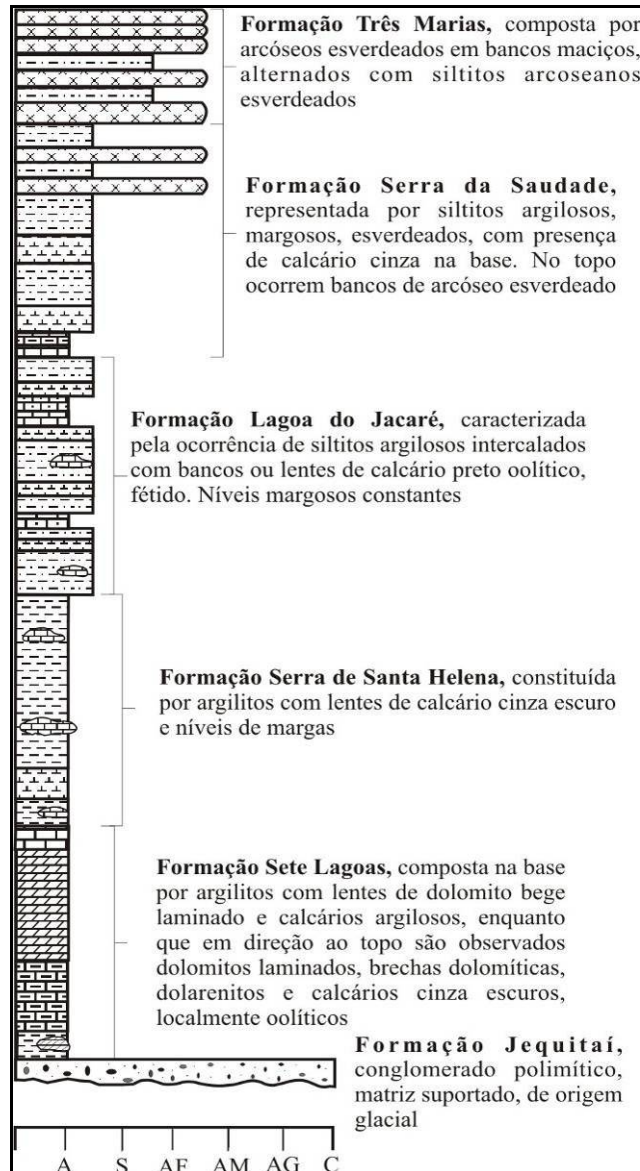 Formação Três Marias, composta por
arcóseos esverdeados em bancos maciços,
alternados com siltitos arcoseanos
esverdeados
Formação Serra da Saudade,
representada por siltitos argilosos,
margosos, esverdeados, com presença
de calcário cinza na base. No topo
ocorrem bancos de arcóseo esverdeado
Formação Lagoa do Jacaré, caracterizada
pela ocorrência de siltitos argilosos intercalados
com bancos ou lentes de calcário preto oolítico,
fétido. Níveis margosos constantes
Formação Serra de Santa Helena, constituída
por argilitos com lentes de calcário cinza escuro
e níveis de margas
Formação Sete Lagoas, composta na base
por argilitos com lentes de dolomito bege
laminado e calcários argilosos, enquanto
que em direção ao topo são observados
dolomitos laminados, brechas dolomíticas,
dolarenitos e calcários cinza escuros,
localmente oolíticos
Formação Jequitaí,
conglomerado polimítico,
matriz suportado, de origem
glacial
A S AF AM AG C